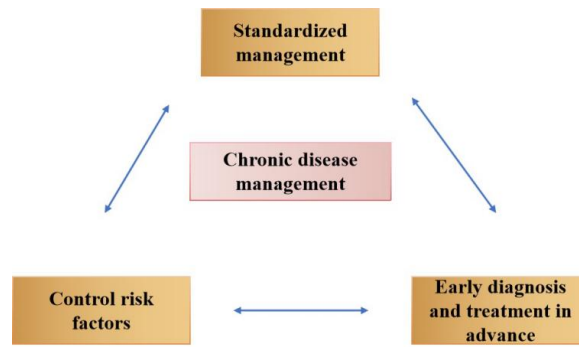 Standardized
management
Chronic disease
management
Control risk
factors
Early diagnosis
and treatment in
advance